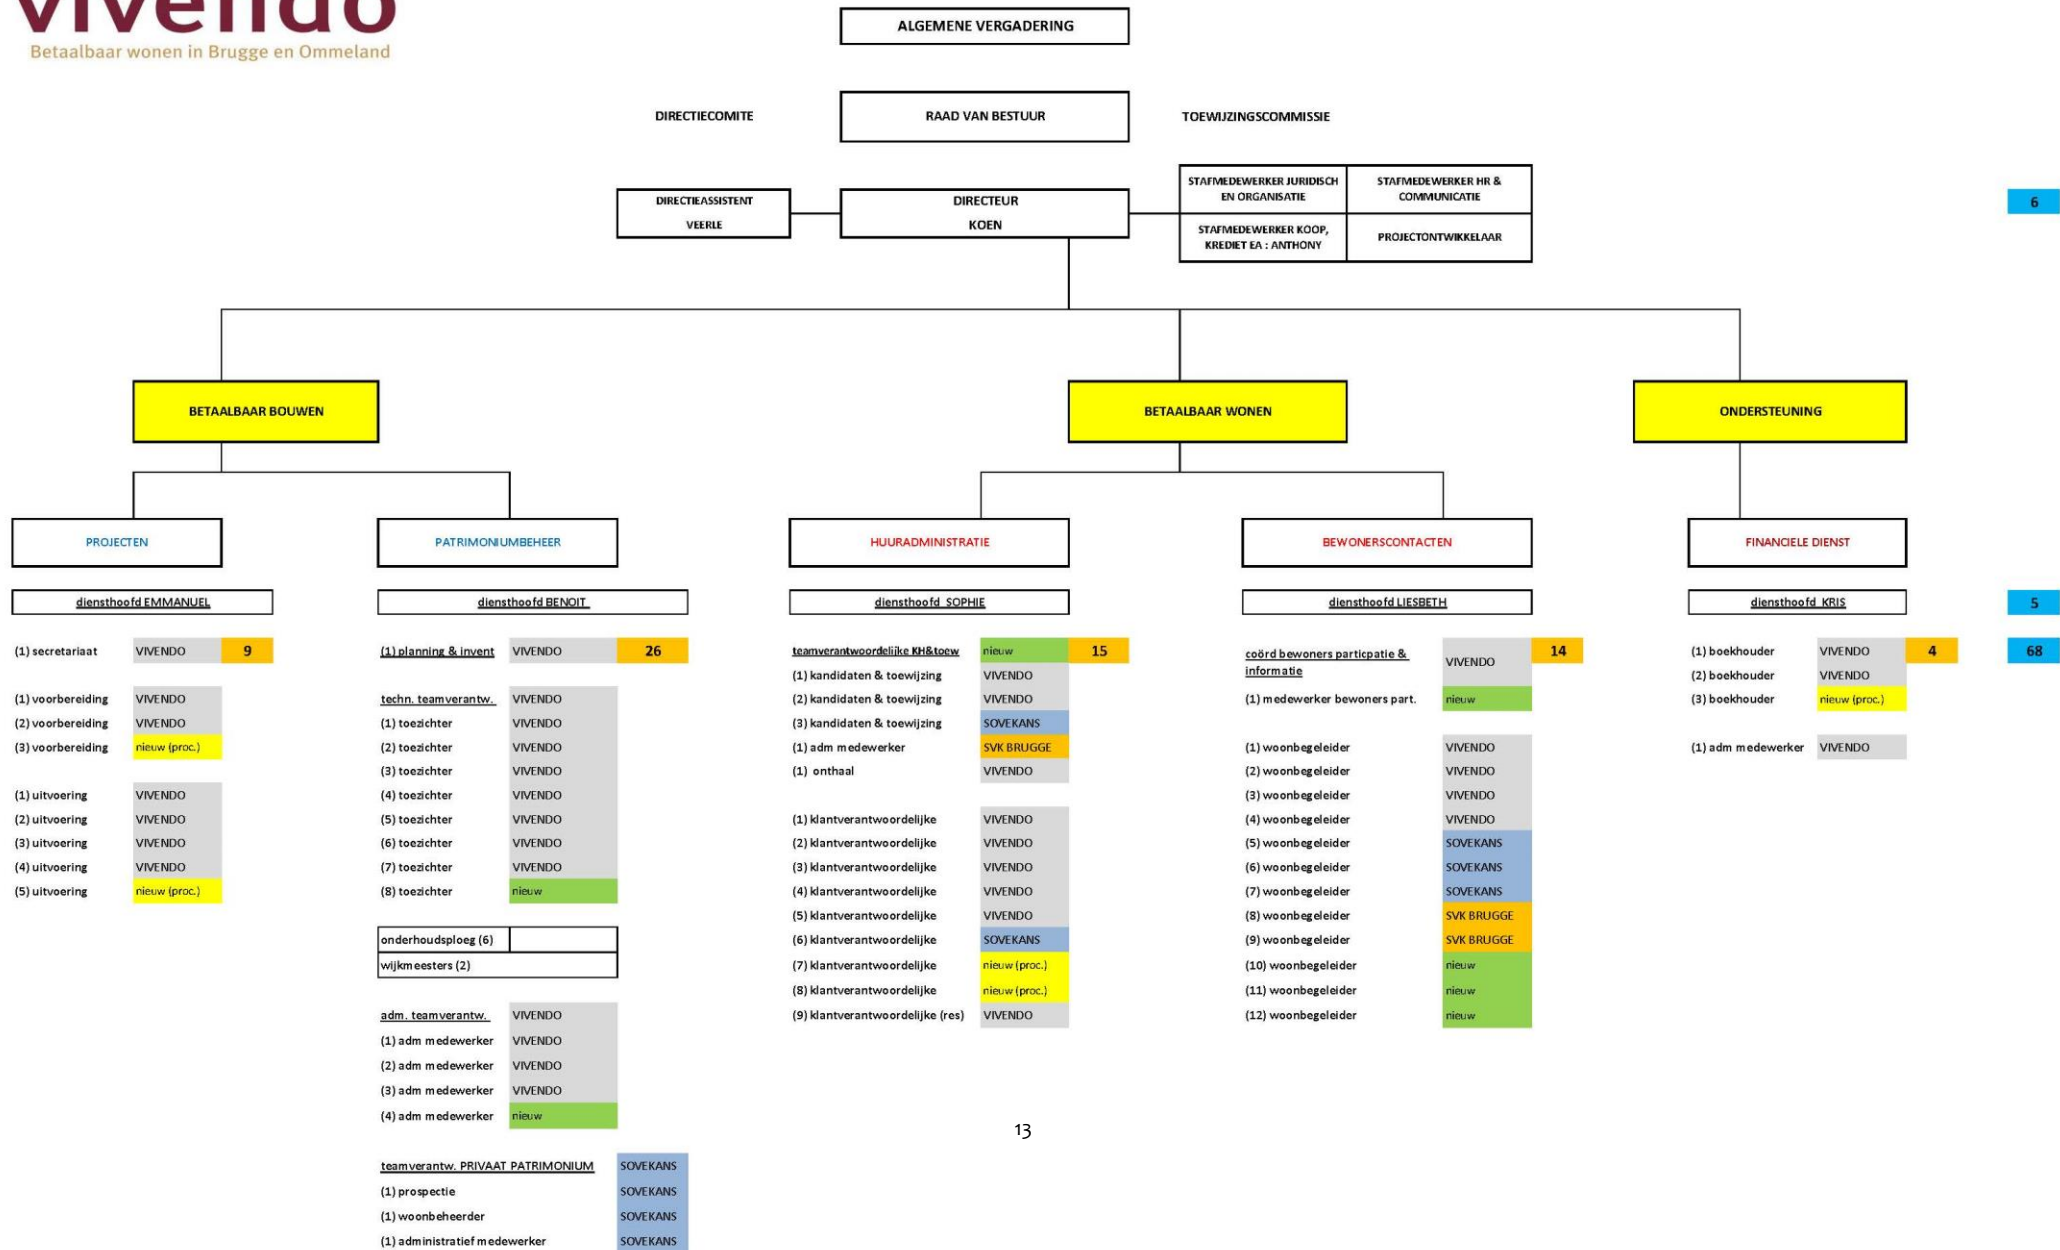 vivendo
Betaalbaar wonen in Brugge en Ommeland
ALGEMENE VERGADERING
DIRECTIECOMITE
RAAD VAN BESTUUR
TOEWIJZINGSCOMMISSIE
DIRECTIEASSISTENT
VEERLE
DIRECTEUR
KOEN
STAFMEDEWERKER JURIDISCH
EN ORGANISATIE
STAFMEDEWERKER HR &
COMMUNICATIE
STAFMEDEWERKER KOOP,
KREDIET EA : ANTHONY
PROJECTONTWIKKELAAR
6
BETAALBAAR BOUWEN
BETAALBAAR WONEN
ONDERSTEUNING
PROJECTEN
PATRIMONIUMBEHEER
HUURADMINISTRATIE
BEWONERSCONTACTEN
FINANCIELE DIENST
diensthoofd EMMANUEL
diensthoofd BENOIT
diensthoofd SOPHIE
diensthoofd LIESBETH
diensthoofd KRIS
5
(1) secretariaat VIVENDO 9
(1) voorbereiding VIVENDO
(2) voorbereiding VIVENDO
(3) voorbereiding nieuw (proc.)
(1) uitvoering VIVENDO
(2) uitvoering VIVENDO
(3) uitvoering VIVENDO
(4) uitvoering VIVENDO
(5) uitvoering nieuw (proc.)
(1) planning & invent VIVENDO 26
techn. teamverantw. VIVENDO
(1) toezichter VIVENDO
(2) toezichter VIVENDO
(3) toezichter VIVENDO
(4) toezichter VIVENDO
(5) toezichter VIVENDO
(6) toezichter VIVENDO
(7) toezichter VIVENDO
(8) toezichter nieuw
onderhoudsploeg (6)
wijkmeesters (2)
adm. teamverantw. VIVENDO
(1) adm medewerker VIVENDO
(2) adm medewerker VIVENDO
(3) adm medewerker VIVENDO
(4) adm medewerker nieuw
teamverantw. PRIVAAT PATRIMONIUM SOVEKANS
(1) prospectie SOVEKANS
(1) woonbeheerder SOVEKANS
(1) administratief medewerker SOVEKANS
teamverantwoordelijke KH&toew nieuw 15
(1) kandidaten & toewijzing VIVENDO
(2) kandidaten & toewijzing VIVENDO
(3) kandidaten & toewijzing SOVEKANS
(1) adm medewerker SVK BRUGGE
(1) onthaal VIVENDO
(1) klantverantwoordelijke VIVENDO
(2) klantverantwoordelijke VIVENDO
(3) klantverantwoordelijke VIVENDO
(4) klantverantwoordelijke VIVENDO
(5) klantverantwoordelijke VIVENDO
(6) klantverantwoordelijke SOVEKANS
(7) klantverantwoordelijke nieuw (proc.)
(8) klantverantwoordelijke nieuw (proc.)
(9) klantverantwoordelijke (res) VIVENDO
coörd bewoners particpatie &
informatie VIVENDO 14
(1) medewerker bewoners part. nieuw
(1) woonbegeleider VIVENDO
(2) woonbegeleider VIVENDO
(3) woonbegeleider VIVENDO
(4) woonbegeleider VIVENDO
(5) woonbegeleider SOVEKANS
(6) woonbegeleider SOVEKANS
(7) woonbegeleider SOVEKANS
(8) woonbegeleider SVK BRUGGE
(9) woonbegeleider SVK BRUGGE
(10) woonbegeleider nieuw
(11) woonbegeleider nieuw
(12) woonbegeleider nieuw
(1) boekhouder VIVENDO 4
(2) boekhouder VIVENDO
(3) boekhouder nieuw (proc.)
(1) adm medewerker VIVENDO
68
13